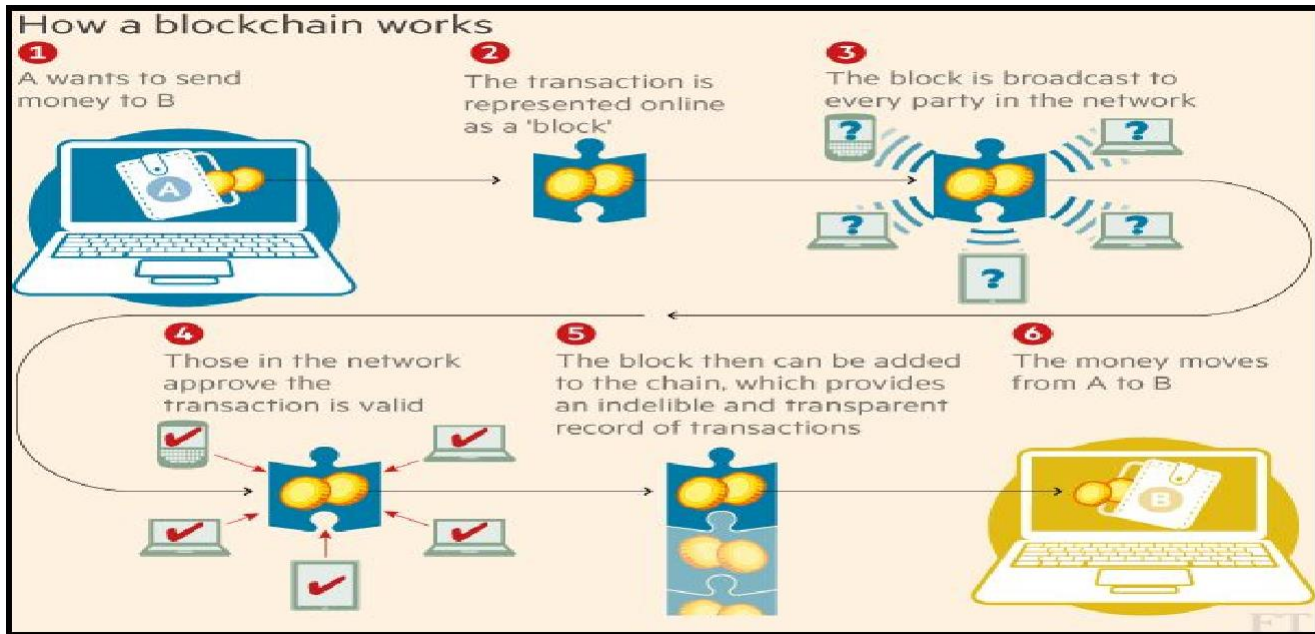 How a blockchain works
1
A wants to send
money to B
2
The transaction is
represented online
as a 'block'
3
The block is broadcast to
every party in the network
A
?
?
?
?
?
4
Those in the network
approve the
transaction is valid
5
The block then can be added
to the chain, which provides
an indelible and transparent
record of transactions
6
The money moves
from A to B
B
FT